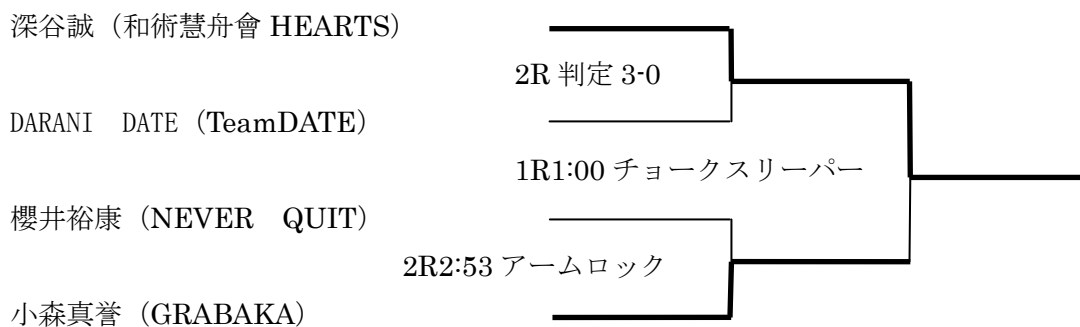 深谷誠（和術慧舟會 HEARTS）
2R 判定 3-0
DARANI　DATE（TeamDATE）
1R1:00 チョークスリーパー
櫻井裕康（NEVER　QUIT）
2R2:53 アームロック
小森真誉（GRABAKA）